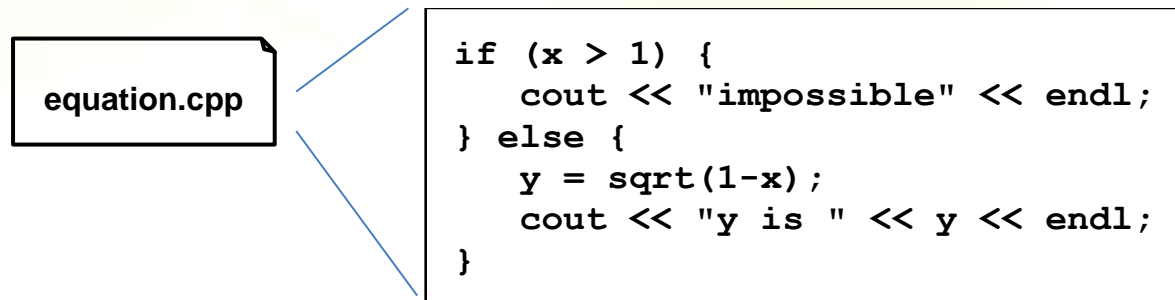 equation.cpp
if (x > 1) {
   cout << "impossible" << endl;
} else {
   y = sqrt(1-x);
   cout << "y is " << y << endl;
}